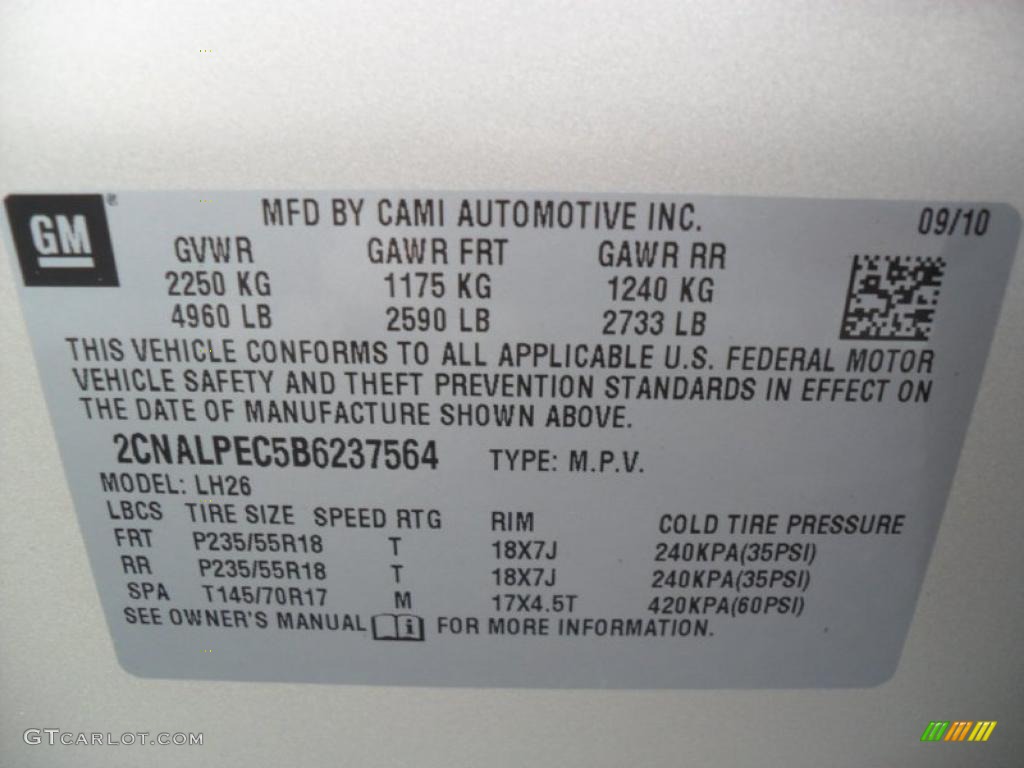 GM®
MFD BY CAMI AUTOMOTIVE INC. 09/10
GVWR GAWR FRT GAWR RR
2250 KG 1175 KG 1240 KG
4960 LB 2590 LB 2733 LB
THIS VEHICLE CONFORMS TO ALL APPLICABLE U.S. FEDERAL MOTOR
VEHICLE SAFETY AND THEFT PREVENTION STANDARDS IN EFFECT ON
THE DATE OF MANUFACTURE SHOWN ABOVE.
2CNALPEC5B6237564 TYPE: M.P.V.
MODEL: LH26
LBCS TIRE SIZE SPEED RTG RIM COLD TIRE PRESSURE
FRT P235/55R18 T 18X7J 240KPA(35PSI)
RR P235/55R18 T 18X7J 240KPA(35PSI)
SPA T145/70R17 M 17X4.5T 420KPA(60PSI)
SEE OWNER'S MANUAL i FOR MORE INFORMATION.
GTCARLOT.COM